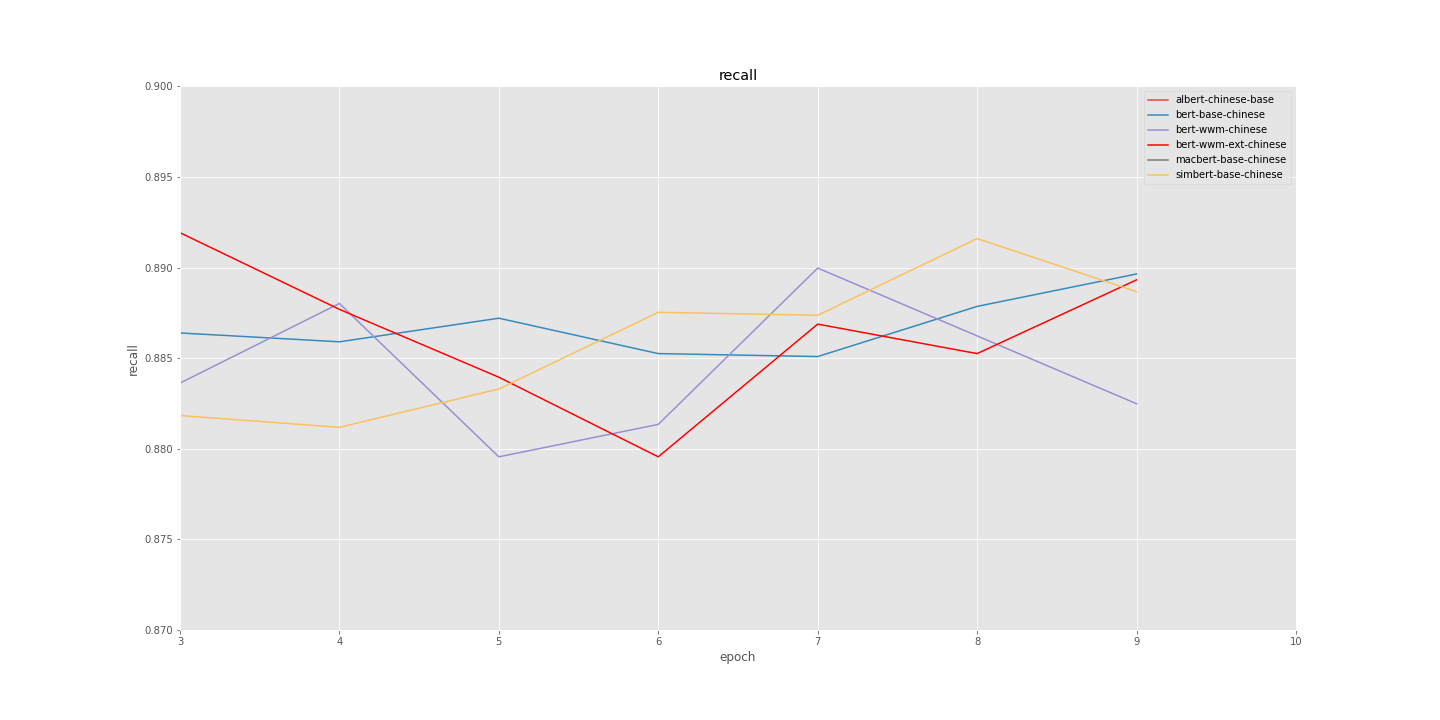 recall
0.900
0.895
0.890
0.885
0.880
0.875
0.870
recall
3 4 5 6 7 8 9 10
epoch
albert-chinese-base
bert-base-chinese
bert-wwm-chinese
bert-wwm-ext-chinese
macbert-base-chinese
simbert-base-chinese